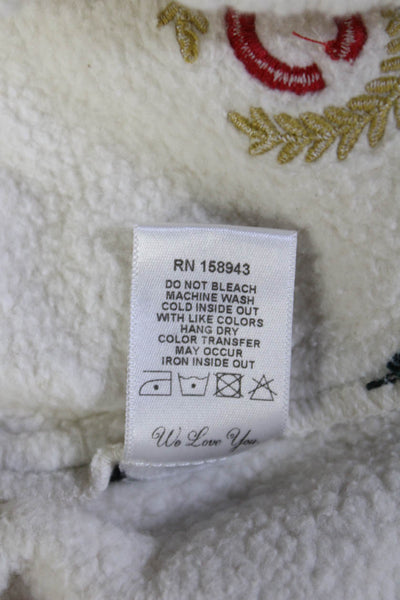 RN 158943
DO NOT BLEACH
MACHINE WASH
COLD INSIDE OUT
WITH LIKE COLORS
HANG DRY
COLOR TRANSFER
MAY OCCUR
IRON INSIDE OUT
We Love You